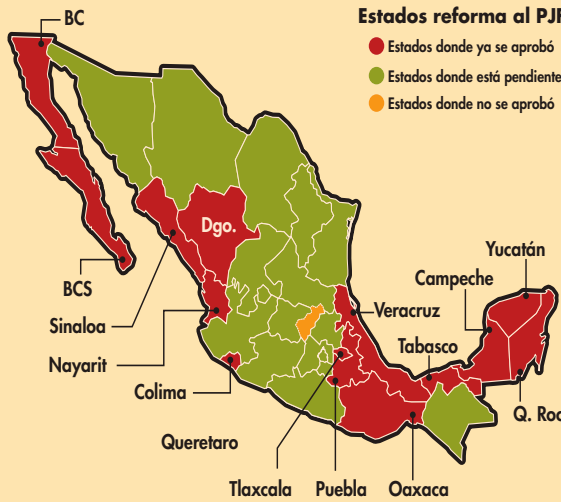 BC
Estados reforma al PJF
Estados donde ya se aprobó
Estados donde está pendiente
Estados donde no se aprobó
Dgo.
Yucatán
Campeche
BCS
Veracruz
Sinaloa
Tabasco
Nayarit
Colima
Q. Roo
Queretaro
Tlaxcala
Puebla
Oaxaca